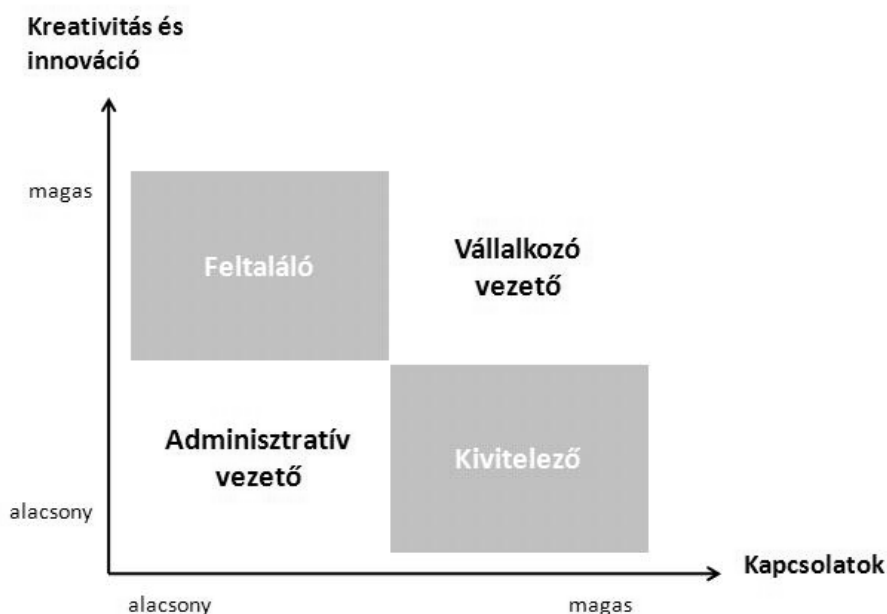 Kreativitás és
innováció
magas
Feltaláló
Vállalkozó
vezető
Adminisztratív
vezető
Kivitelező
alacsony
Kapcsolatok
alacsony
magas